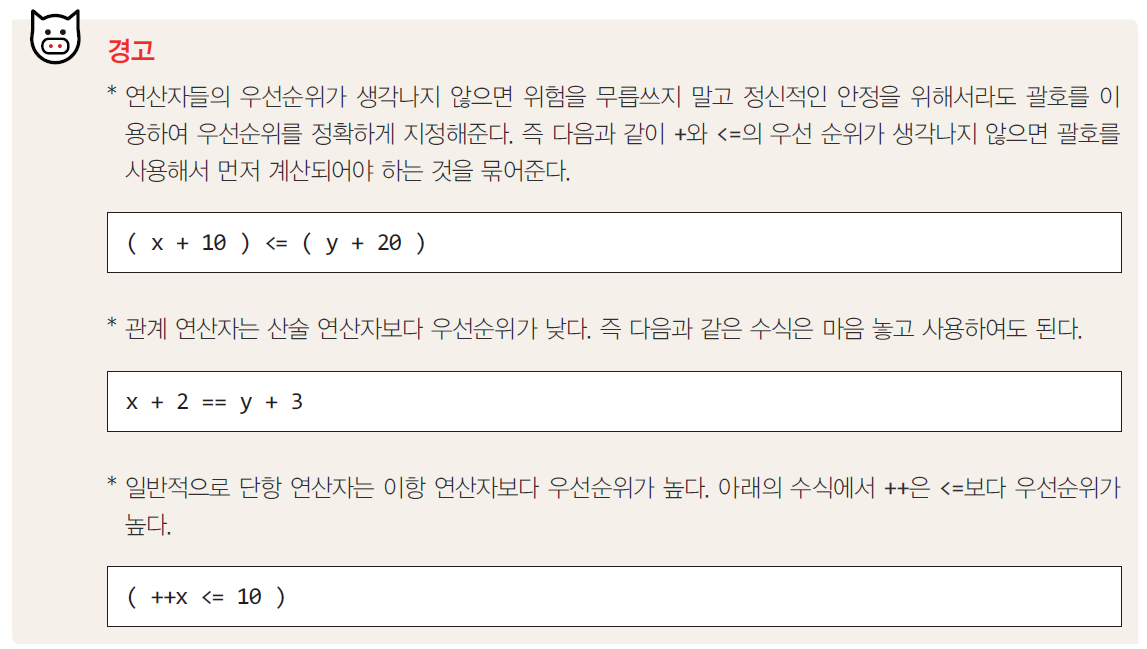 경고
* 연산자들의 우선순위가 생각나지 않으면 위험을 무릅쓰지 말고 정신적인 안정을 위해서라도 괄호를 이
용하여 우선순위를 정확하게 지정해준다. 즉 다음과 같이 +와 <=의 우선 순위가 생각나지 않으면 괄호를
사용해서 먼저 계산되어야 하는 것을 묶어준다.
( x + 10 ) <= ( y + 20 )
* 관계 연산자는 산술 연산자보다 우선순위가 낮다. 즉 다음과 같은 수식은 마음 놓고 사용하여도 된다.
x + 2 == y + 3
* 일반적으로 단항 연산자는 이항 연산자보다 우선순위가 높다. 아래의 수식에서 ++은 <=보다 우선순위가
높다.
( ++x <= 10 )